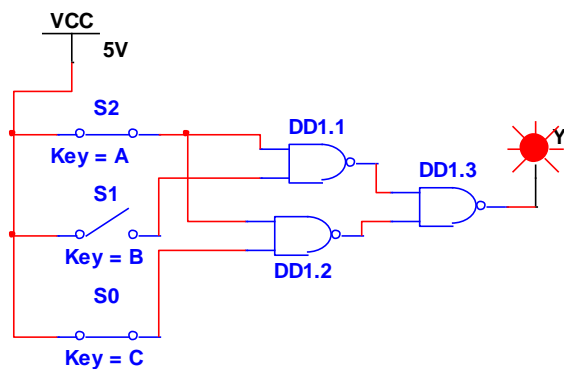 VCC
5V
S2
Key = A
S1
Key = B
S0
Key = C
DD1.1
DD1.2
DD1.3
Y